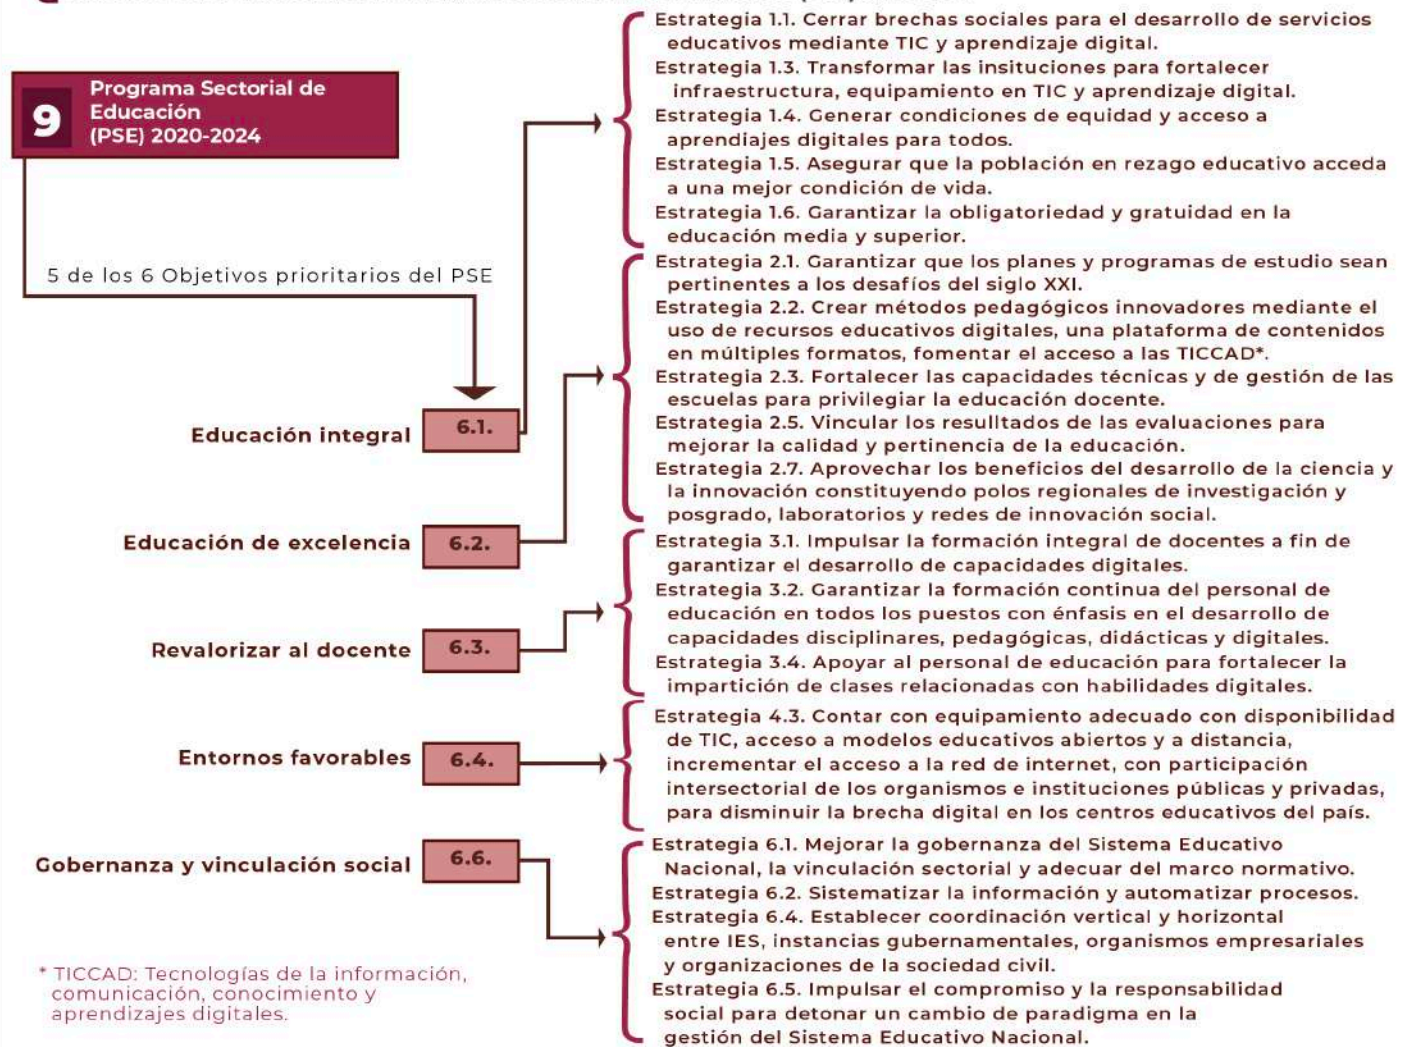 9
Programa Sectorial de
Educación
(PSE) 2020-2024
5 de los 6 Objetivos prioritarios del PSE
Educación integral
6.1.
Educación de excelencia
6.2.
Revalorizar al docente
6.3.
Entornos favorables
6.4.
Gobernanza y vinculación social
6.6.
Estrategia 1.1. Cerrar brechas sociales para el desarrollo de servicios
educativos mediante TIC y aprendizaje digital.
Estrategia 1.3. Transformar las insituciones para fortalecer
infraestructura, equipamiento en TIC y aprendizaje digital.
Estrategia 1.4. Generar condiciones de equidad y acceso a
aprendiajes digitales para todos.
Estrategia 1.5. Asegurar que la población en rezago educativo acceda
a una mejor condición de vida.
Estrategia 1.6. Garantizar la obligatoriedad y gratuidad en la
educación media y superior.
Estrategia 2.1. Garantizar que los planes y programas de estudio sean
pertinentes a los desafíos del siglo XXI.
Estrategia 2.2. Crear métodos pedagógicos innovadores mediante el
uso de recursos educativos digitales, una plataforma de contenidos
en múltiples formatos, fomentar el acceso a las TICCAD*.
Estrategia 2.3. Fortalecer las capacidades técnicas y de gestión de las
escuelas para privilegiar la educación docente.
Estrategia 2.5. Vincular los resulltados de las evaluaciones para
mejorar la calidad y pertinencia de la educación.
Estrategia 2.7. Aprovechar los beneficios del desarrollo de la ciencia y
la innovación constituyendo polos regionales de investigación y
posgrado, laboratorios y redes de innovación social.
Estrategia 3.1. Impulsar la formación integral de docentes a fin de
garantizar el desarrollo de capacidades digitales.
Estrategia 3.2. Garantizar la formación continua del personal de
educación en todos los puestos con énfasis en el desarrollo de
capacidades disciplinares, pedagógicas, didácticas y digitales.
Estrategia 3.4. Apoyar al personal de educación para fortalecer la
impartición de clases relacionadas con habilidades digitales.
Estrategia 4.3. Contar con equipamiento adecuado con disponibilidad
de TIC, acceso a modelos educativos abiertos y a distancia,
incrementar el acceso a la red de internet, con participación
intersectorial de los organismos e instituciones públicas y privadas,
para disminuir la brecha digital en los centros educativos del país.
Estrategia 6.1. Mejorar la gobernanza del Sistema Educativo
Nacional, la vinculación sectorial y adecuar del marco normativo.
Estrategia 6.2. Sistematizar la información y automatizar procesos.
Estrategia 6.4. Establecer coordinación vertical y horizontal
entre IES, instancias gubernamentales, organismos empresariales
y organizaciones de la sociedad civil.
Estrategia 6.5. Impulsar el compromiso y la responsabilidad
social para detonar un cambio de paradigma en la
gestión del Sistema Educativo Nacional.
* TICCAD: Tecnologías de la información,
comunicación, conocimiento y
aprendizajes digitales.